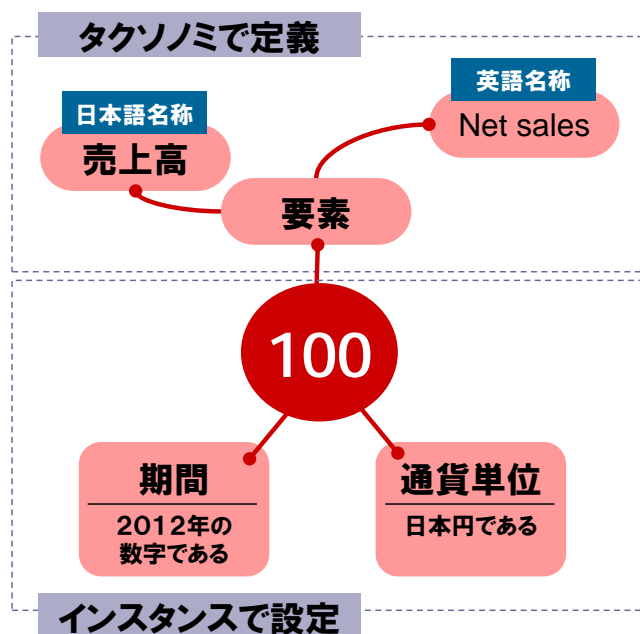 タクソノミで定義
英語名称
Net sales
日本語名称
売上高
要素
100
期間
2012年の
数字である
通貨単位
日本円である
インスタンスで設定